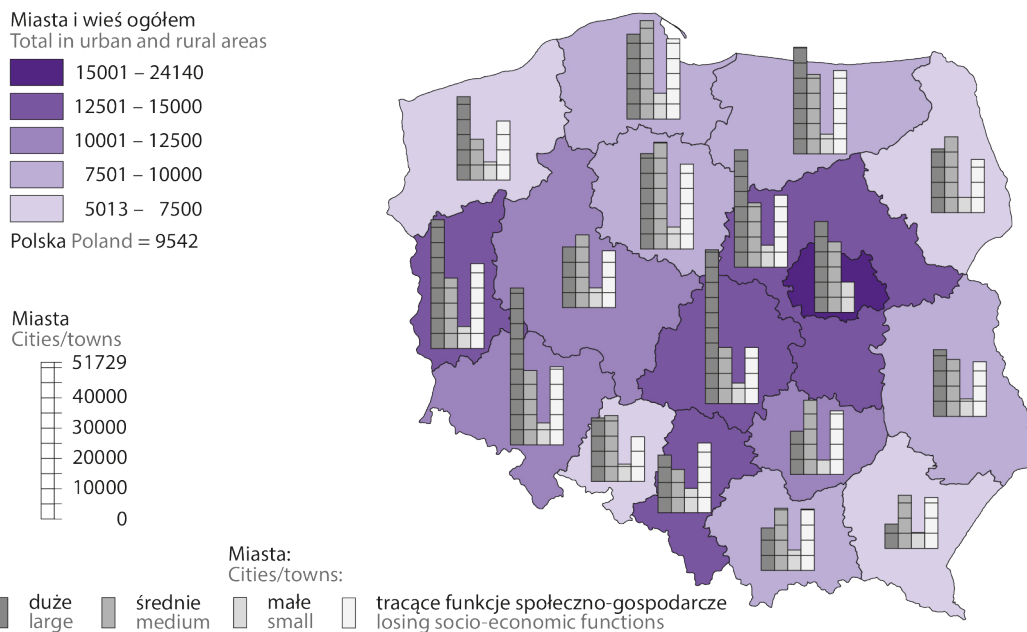 Miasta i wieś ogółem
Total in urban and rural areas
15001 – 24140
12501 – 15000
10001 – 12500
7501 – 10000
5013 – 7500
Polska Poland = 9542
Miasta
Cities/towns
51729
40000
30000
20000
10000
0
Miasta:
Cities/towns:
duże
large
średnie
medium
małe
small
tracące funkcje społeczno-gospodarcze
losing socio-economic functions